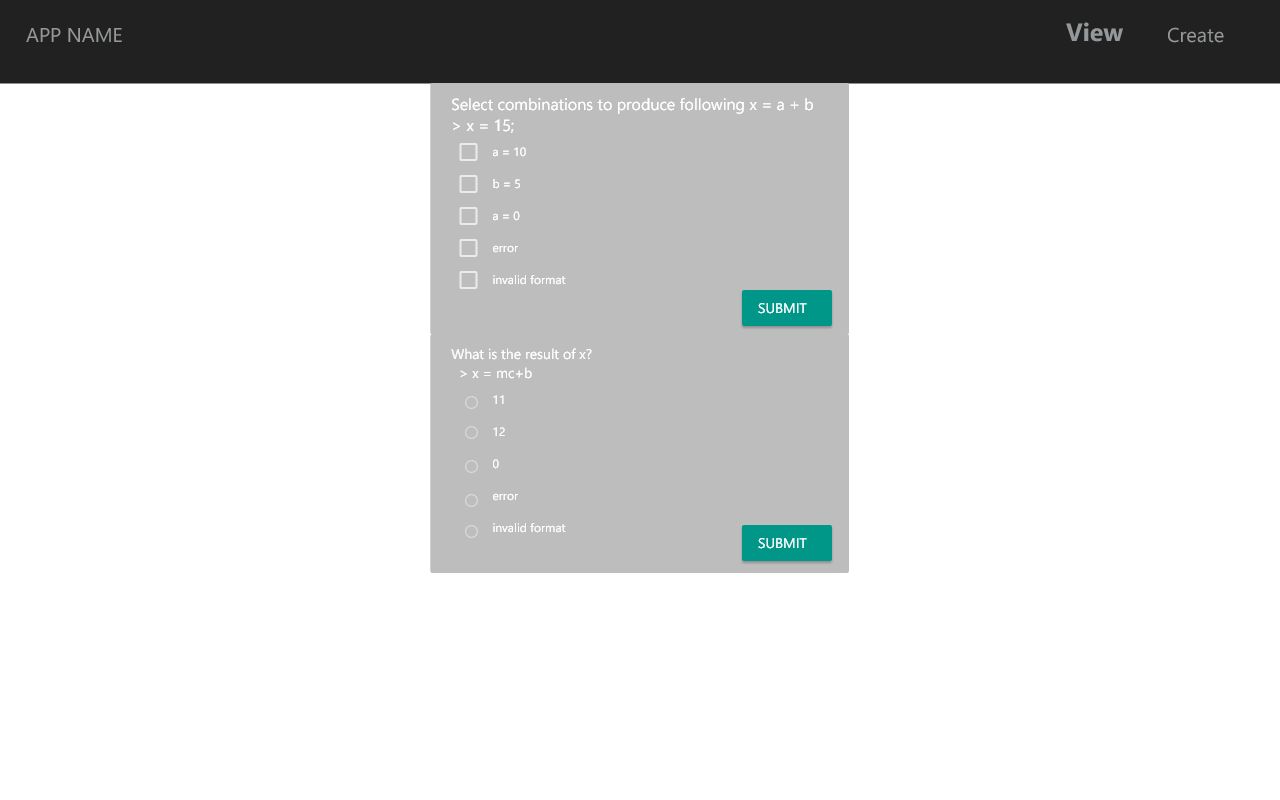 APP NAME
View
Create
Select combinations to produce following x = a + b
> x = 15;
a = 10
b = 5
a = 0
error
invalid format
SUBMIT
What is the result of x?
> x = mc+b
11
12
0
error
invalid format
SUBMIT